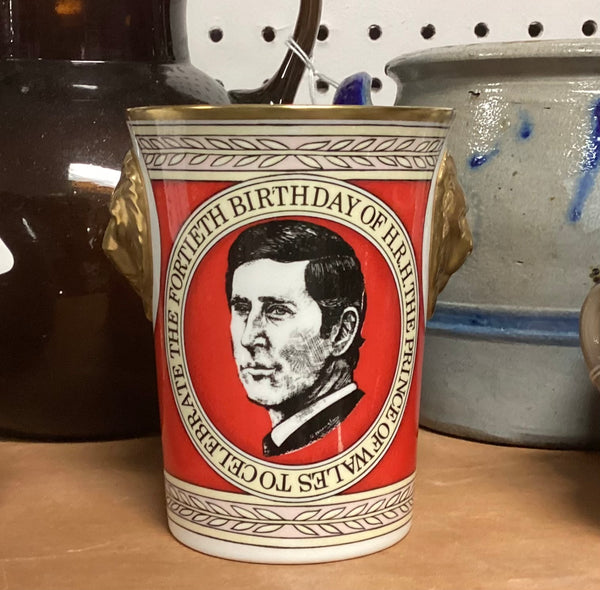 TO CELEBRATE THE FORTIETH BIRTHDAY OF H.R.H. THE PRINCE OF WALES